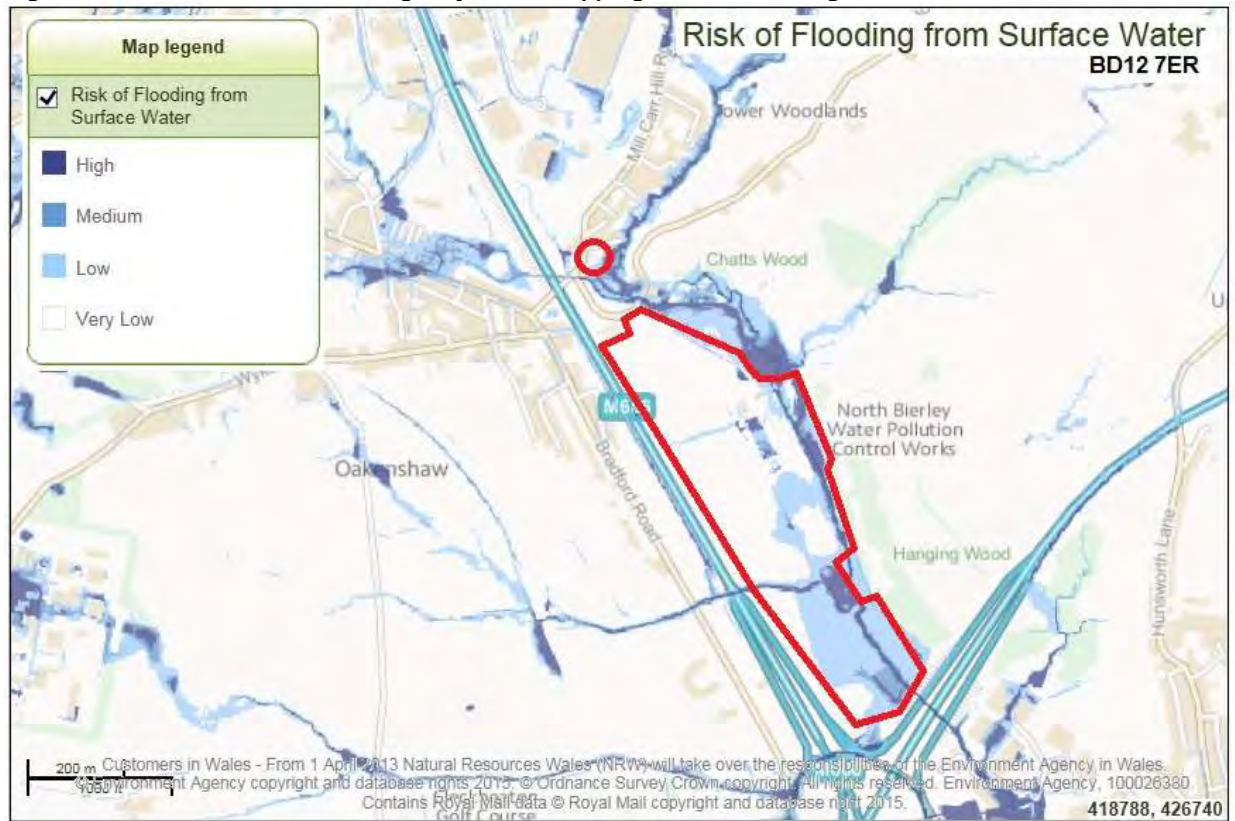 Map legend
Risk of Flooding from
Surface Water
High
Medium
Low
Very Low
Risk of Flooding from Surface Water
BD12 7ER
Mill Carr Hill R
ower Woodlands
Chatts Wood
M606
North Bierley
Water Pollution
Control Works
Oakenshaw
Bradford Road
Hanging Wood
Hunsworth Lane
200 m
Customers in Wales - From 1 April 2013 Natural Resources Wales (NRW) will take over the responsibilities of the Environment Agency in Wales.
© Environment Agency copyright and database rights 2015. © Ordnance Survey Crown copyright. All rights reserved. Environment Agency, 100026380
Contains Royal Mail data © Royal Mail copyright and database right 2015.
Golf Course
418788, 426740